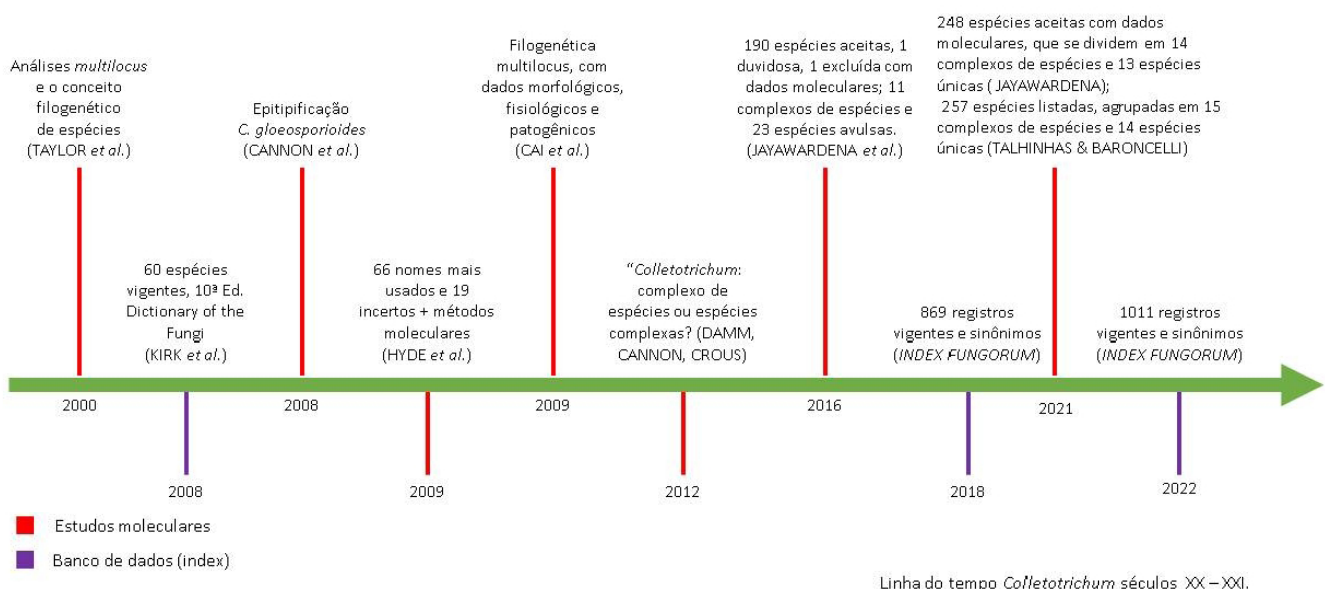 Análises multilocus
e o conceito
filogenético
de espécies
(TAYLOR et al.)
Epitipificação
C. gloeosporioides
(CANNON et al.)
Filogenética
multilocus, com
dados morfológicos,
fisiológicos e
patogênicos
(CAI et al.)
190 espécies aceitas, 1
duvidosa, 1 excluída com
dados moleculares; 11
complexos de espécies e
23 espécies avulsas.
(JAYAWARDENA et al.)
248 espécies aceitas com dados
moleculares, que se dividem em 14
complexos de espécie e 13 espécies
únicas ( JAYAWARDENA);
257 espécies listadas, agrupadas em 15
complexos de espécies e 14 espécies
únicas (TALHINHAS & BARONCELLI)
60 espécies
vigentes, 10ª Ed.
Dictionary of the
Fungi
(KIRK et al.)
66 nomes mais
usados e 19
incertos + métodos
moleculares
(HYDE et al.)
“Colletotrichum:
complexo de
espécies ou espécies
complexas? (DAMM,
CANNON, CROUS)
869 registros
vigentes e sinônimos
(INDEX FUNGORUM)
1011 registros
vigentes e sinônimos
(INDEX FUNGORUM)
2000
2008
2009
2016
2021
2008
2009
2012
2018
2022
Estudos moleculares
Banco de dados (index)
Linha do tempo Colletotrichum séculos XX – XXI.